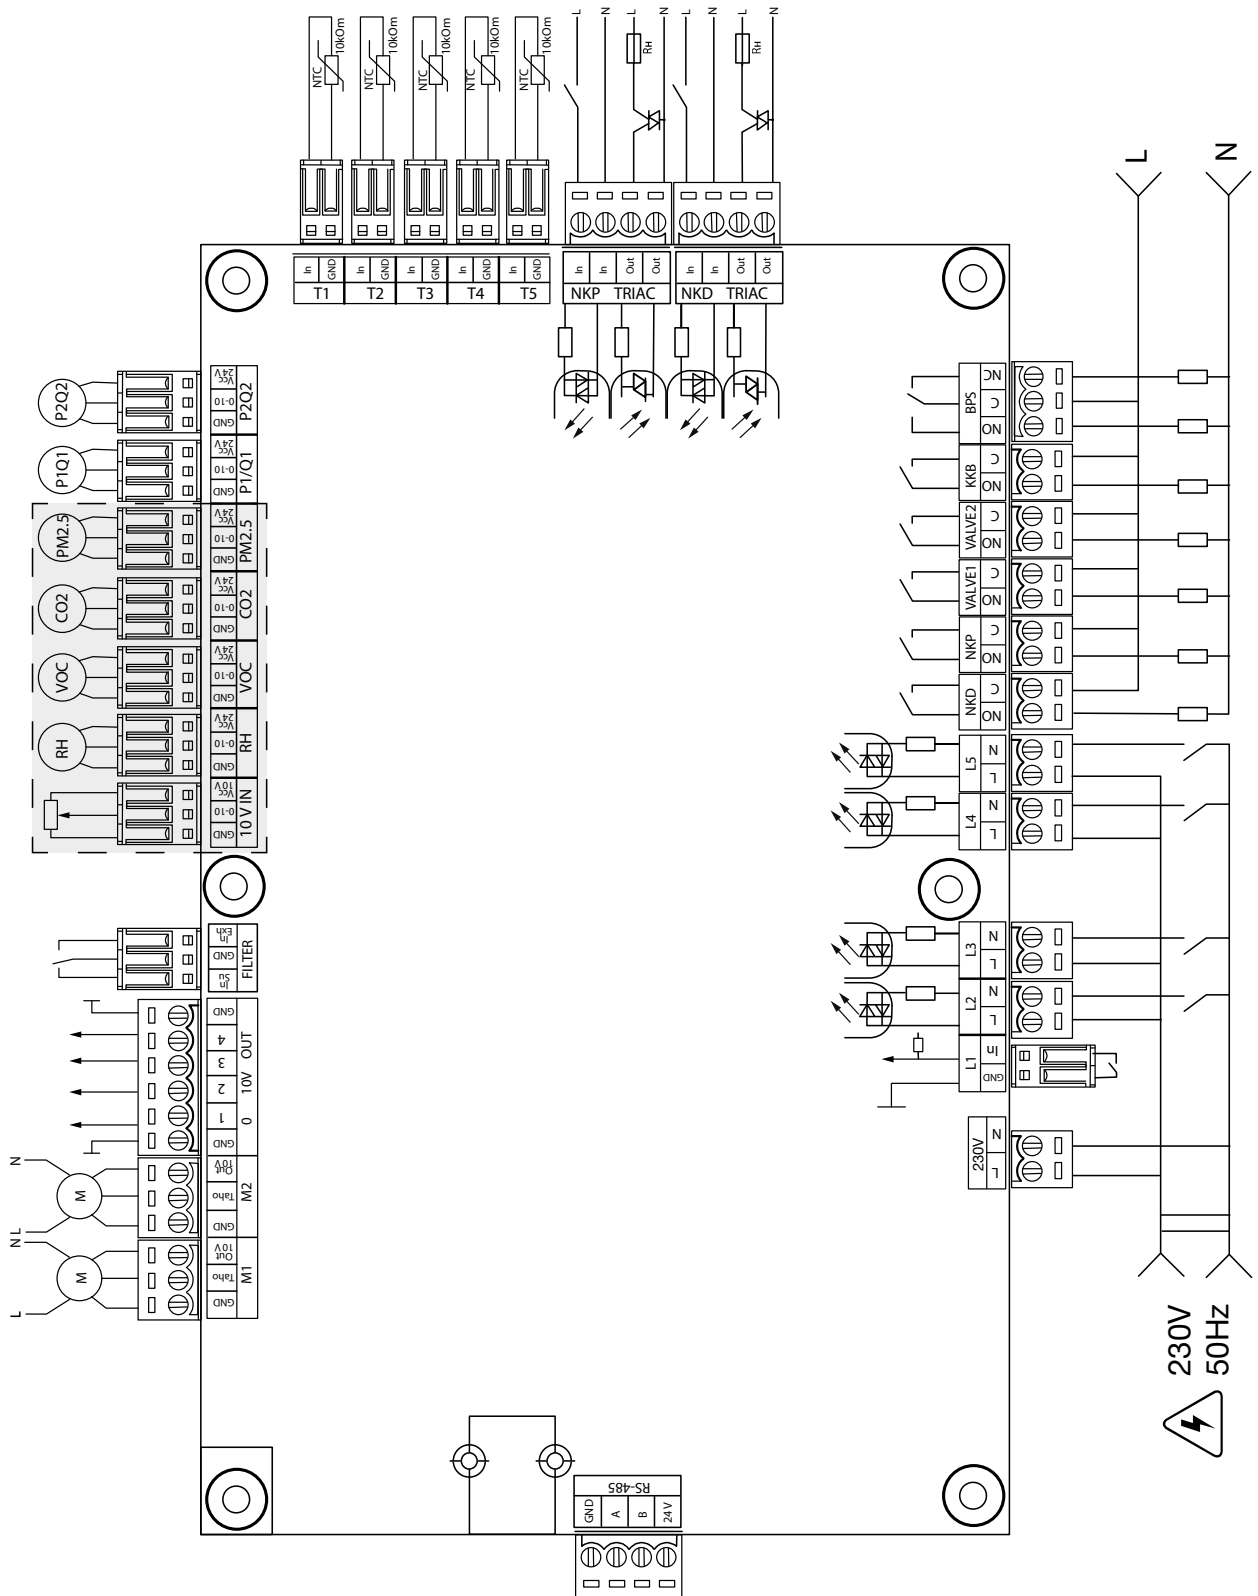 NTC
10kOm
NTC
10kOm
NTC
10kOm
NTC
10kOm
NTC
10kOm
L
N
L
N
L
N
RH
RH
In
GND
T1
In
GND
T2
In
GND
T3
In
GND
T4
In
GND
T5
In
In
Out
Out
NKP TRIAC
In
In
Out
Out
NKD TRIAC
L
N
P2Q2
GND
0-10
Vcc 24V
P2Q2
P1Q1
GND
0-10
Vcc 24V
P1/Q1
PM2.5
GND
0-10
Vcc 24V
PM2.5
CO2
GND
0-10
Vcc 24V
CO2
VOC
GND
0-10
Vcc 24V
VOC
RH
GND
0-10
Vcc 24V
RH
GND
0-10
Vcc 10V
10 V IN
In Su
GND
In Exh
FILTER
GND
1
2
3
4
GND
0 10V OUT
N
L
M
GND
Taho
Out 10V
M2
N
L
M
GND
Taho
Out 10V
M1
BPS
NO
C
NC
KKB
NO
C
VALVE2
NO
C
VALVE1
NO
C
NKP
NO
C
NKD
NO
C
L5
L
N
L4
L
N
L3
L
N
L2
L
N
L1
GND
In
230V
L
N
230V
50Hz
RS-485
GND
A
B
24V